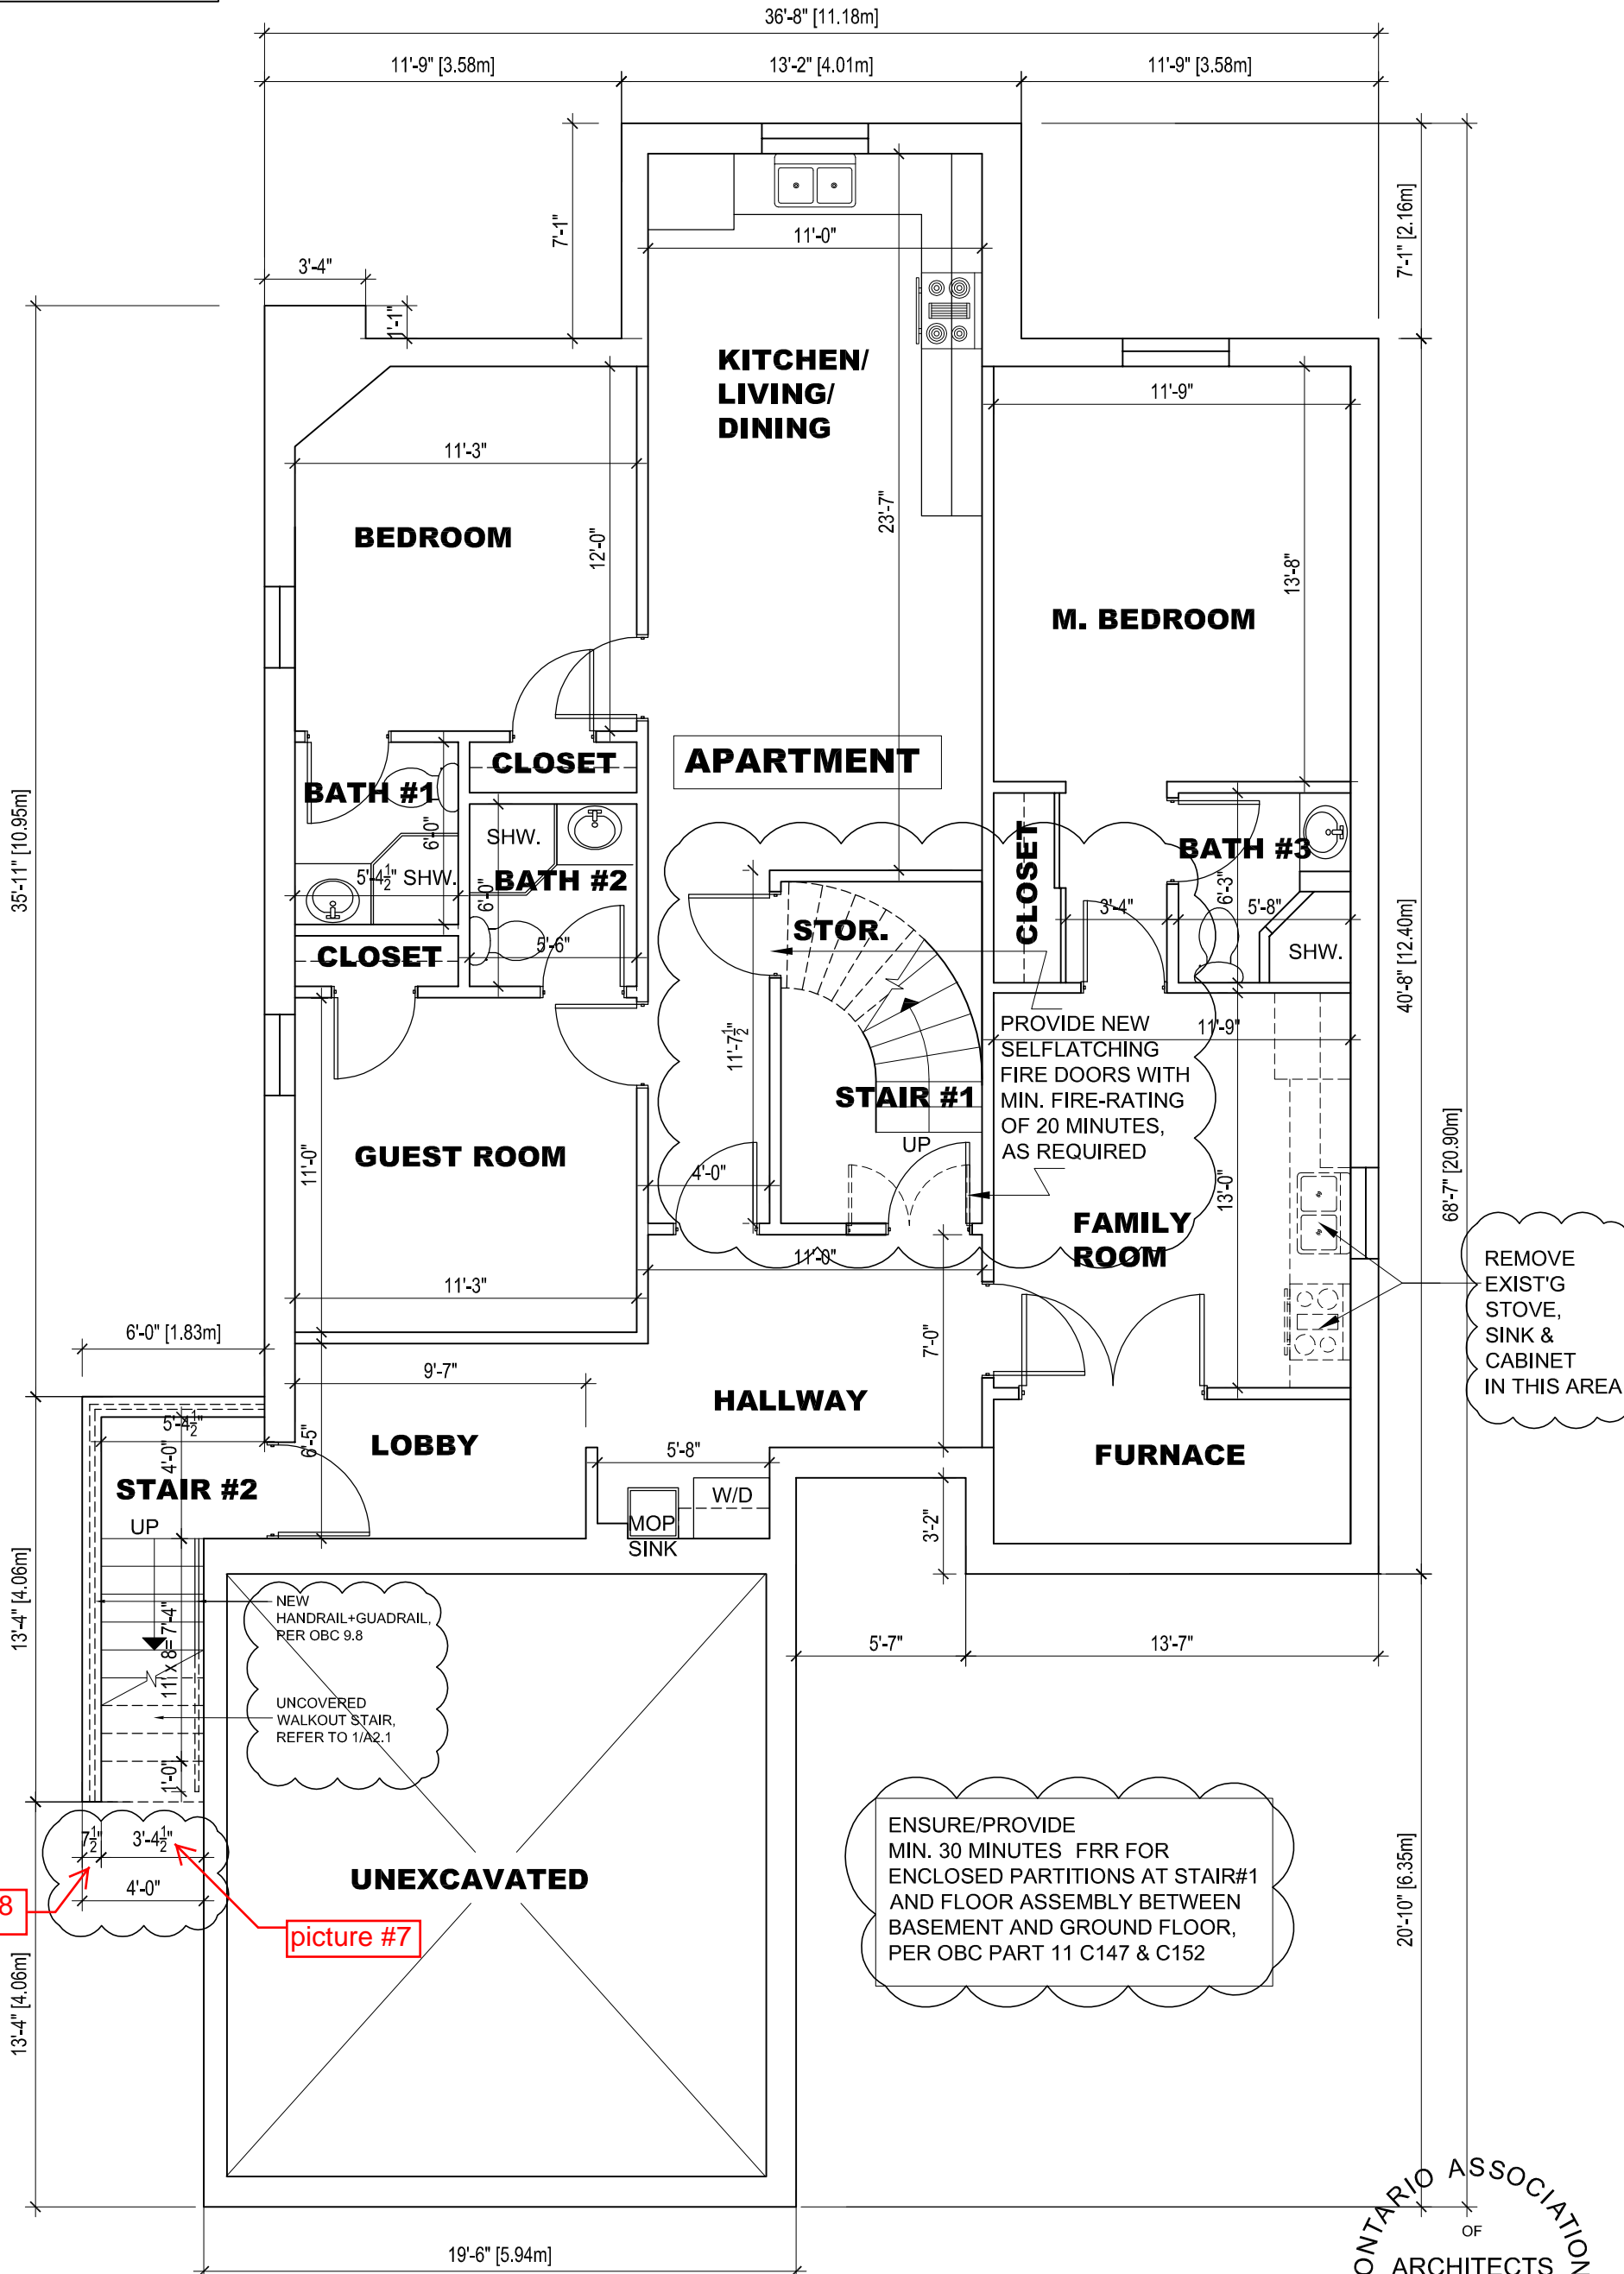 36'-8" [11.18m]
11'-9" [3.58m]
13'-2" [4.01m]
11'-9" [3.58m]
7'-1"
7'-1" [2.16m]
11'-0"
3'-4"
1'-1"
KITCHEN/
LIVING/
DINING
11'-9"
11'-3"
23'-7"
BEDROOM
12'-0"
13'-8"
M. BEDROOM
APARTMENT
CLOSET
BATH #1
6'-0"
SHW.
5'-4½" SHW.
BATH #2
6'-0"
CLOSET
BATH #3
6'-3"
3'-4"
5'-8"
SHW.
35'-11" [10.95m]
40'-8" [12.40m]
STOR.
CLOSET
5'-6"
11'-9"
11'-7½"
PROVIDE NEW
SELFLATCHING
FIRE DOORS WITH
MIN. FIRE-RATING
OF 20 MINUTES,
AS REQUIRED
STAIR #1
UP
11'-0"
GUEST ROOM
4'-0"
13'-0"
68'-7" [20.90m]
FAMILY
ROOM
11'-0"
11'-3"
REMOVE
EXIST'G
STOVE,
SINK &
CABINET
IN THIS AREA
6'-0" [1.83m]
9'-7"
7'-0"
HALLWAY
5'-4½"
4'-0"
6'-5"
LOBBY
5'-8"
FURNACE
STAIR #2
UP
W/D
MOP
SINK
3'-2"
13'-4" [4.06m]
11" x 8= 7'-4"
1'-0"
NEW
HANDRAIL+GUADRAIL,
PER OBC 9.8
UNCOVERED
WALKOUT STAIR,
REFER TO 1/A2.1
5'-7"
13'-7"
7½"
3'-4½"
4'-0"
8
picture #7
UNEXCAVATED
ENSURE/PROVIDE
MIN. 30 MINUTES FRR FOR
ENCLOSED PARTITIONS AT STAIR#1
AND FLOOR ASSEMBLY BETWEEN
BASEMENT AND GROUND FLOOR,
PER OBC PART 11 C147 & C152
20'-10" [6.35m]
13'-4" [4.06m]
19'-6" [5.94m]
ONTARIO ASSOCIATION
OF
ARCHITECTS